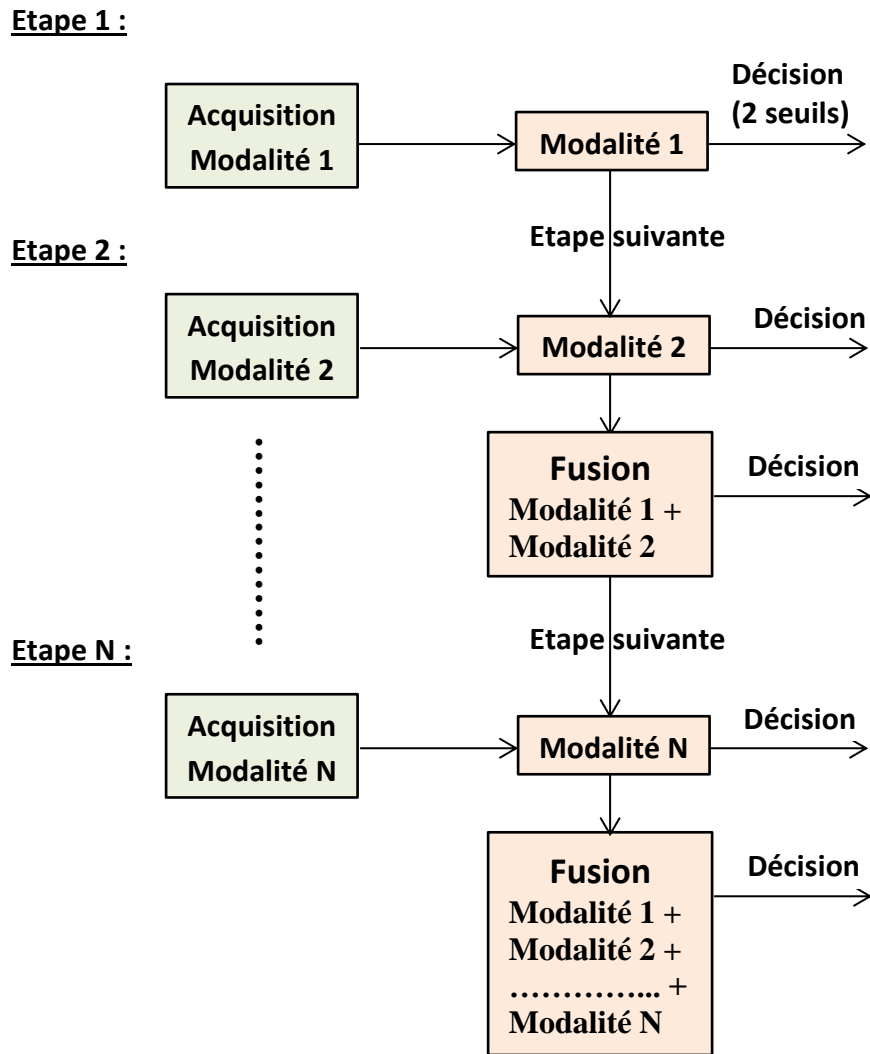 Etape 1 :
Décision
(2 seuils)
Acquisition
Modalité 1
Modalité 1
Etape suivante
Etape 2 :
Acquisition
Modalité 2
Modalité 2
Décision
Fusion
Modalité 1 +
Modalité 2
Décision
Etape suivante
Etape N :
Acquisition
Modalité N
Modalité N
Décision
Fusion
Modalité 1 +
Modalité 2 +
…………... +
Modalité N
Décision